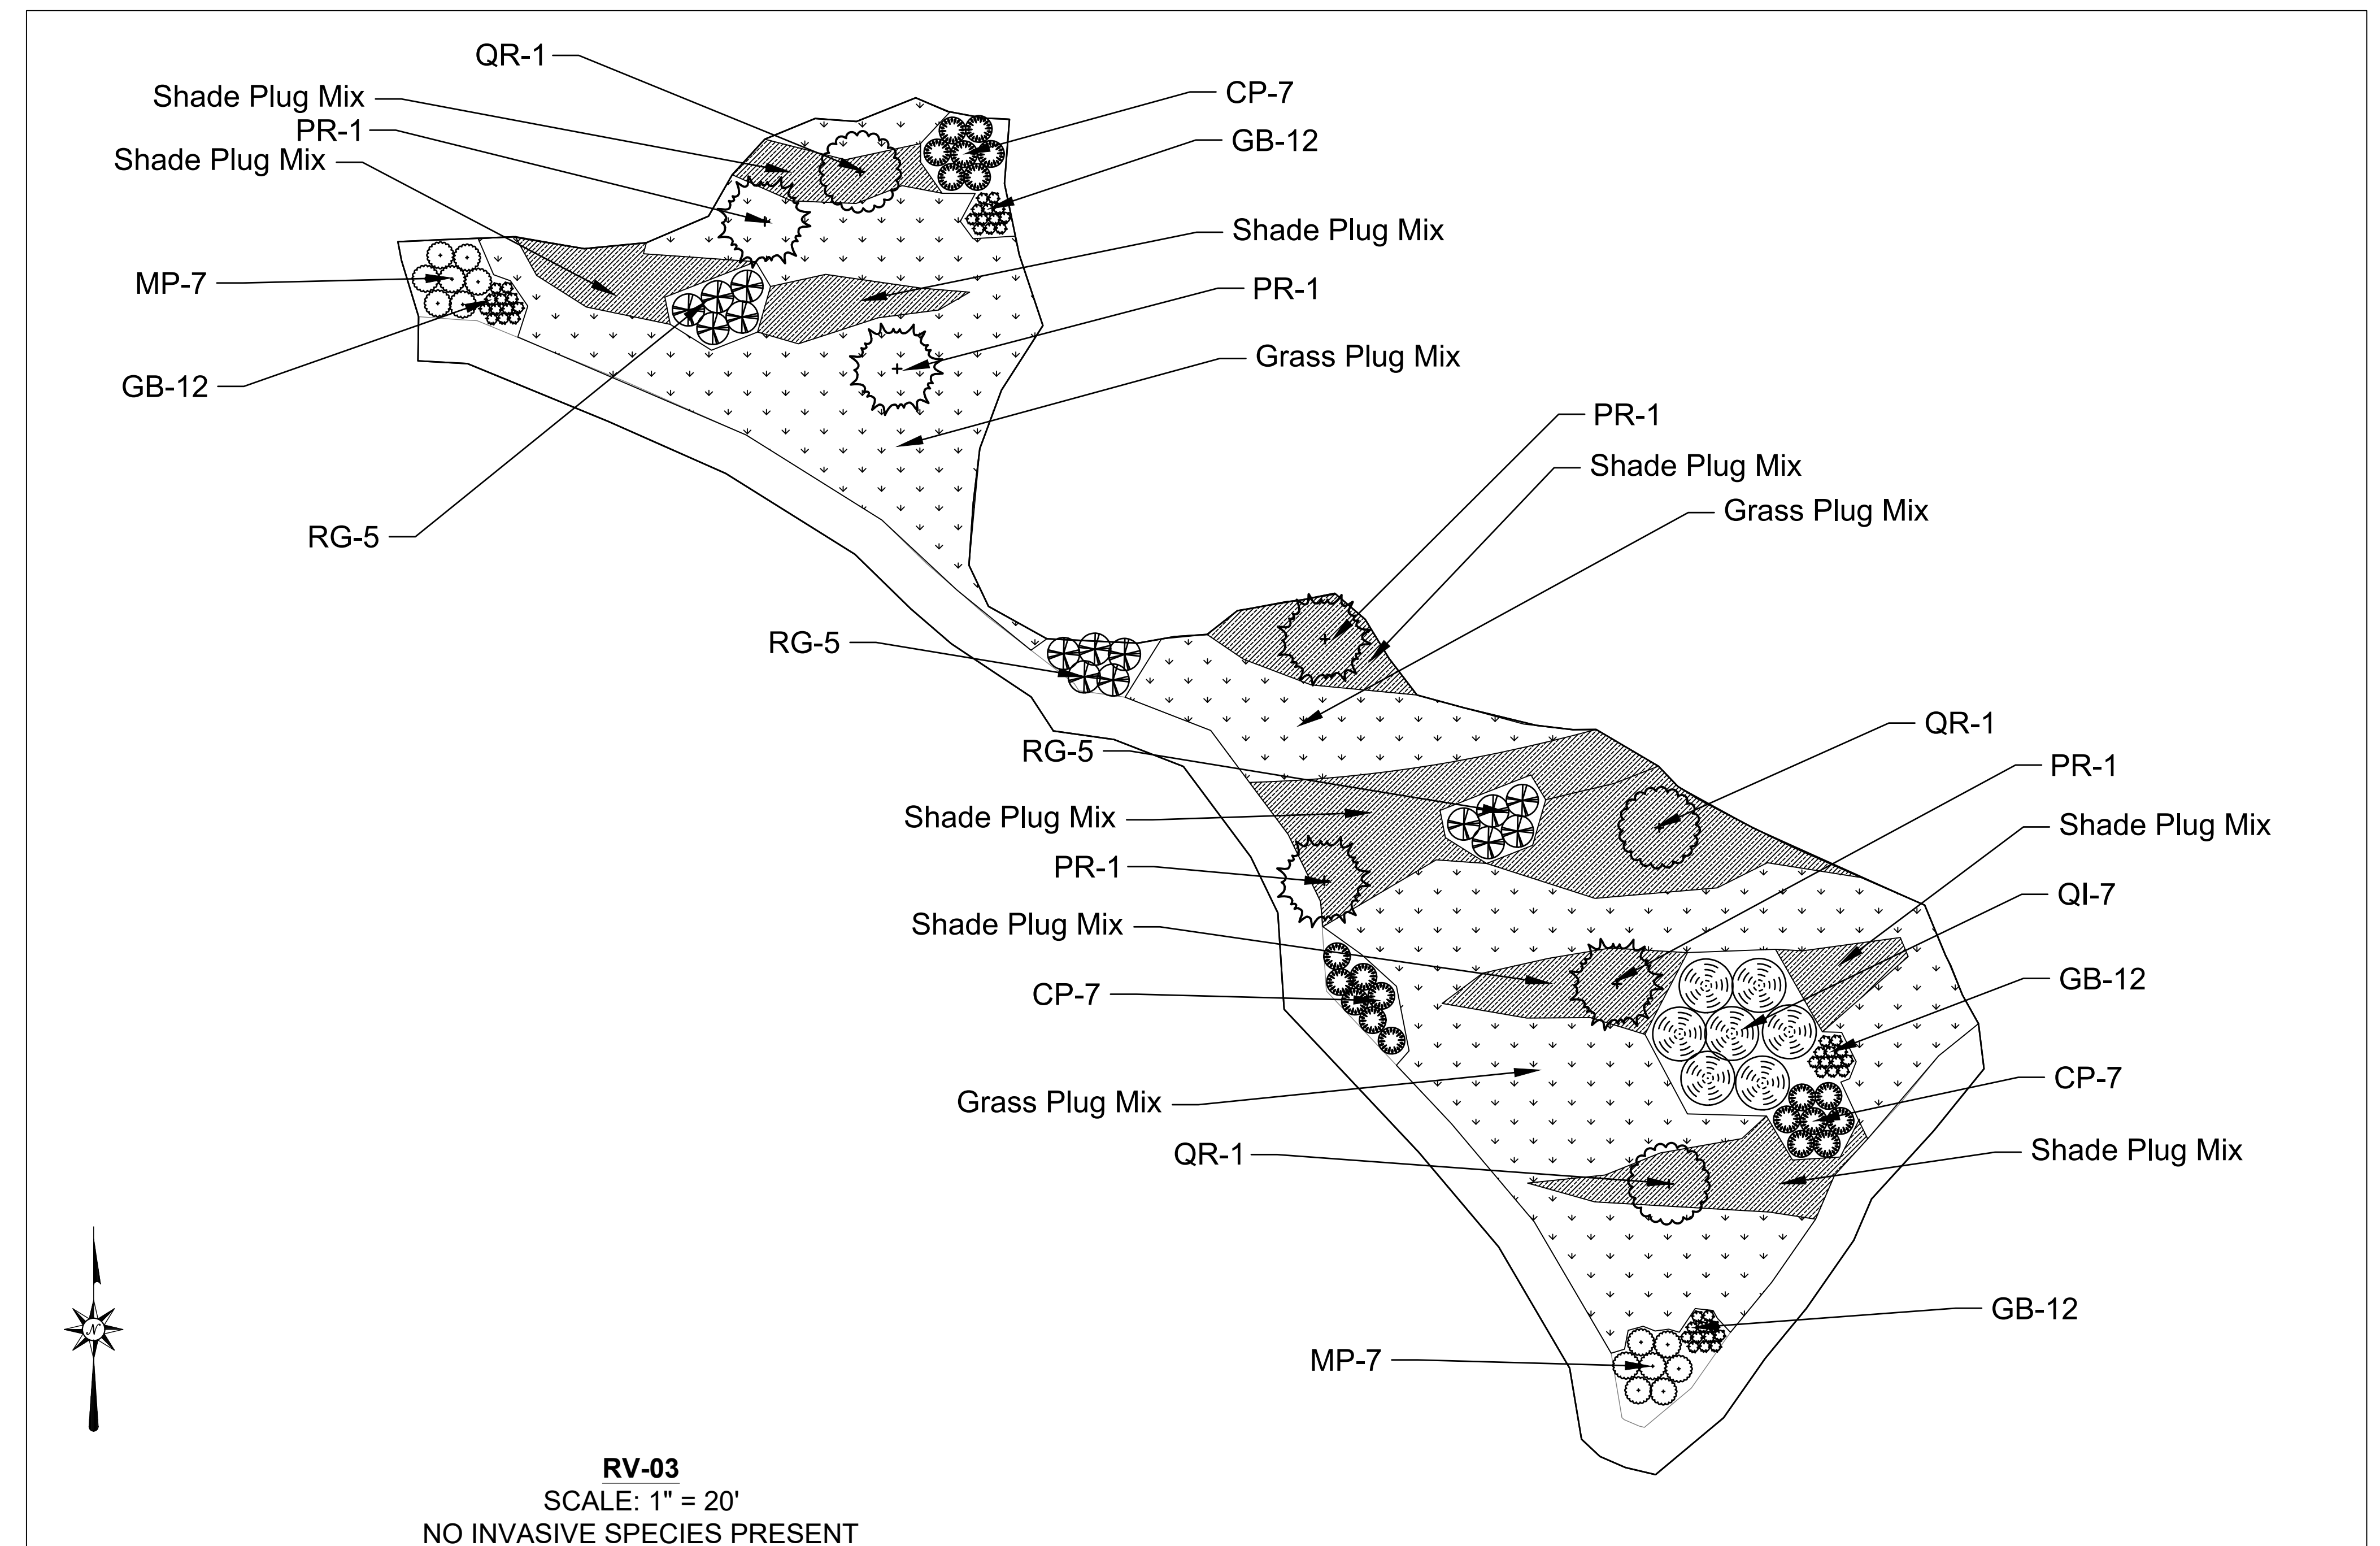 QR-1
CP-7
Shade Plug Mix
PR-1
GB-12
Shade Plug Mix
Shade Plug Mix
MP-7
PR-1
Grass Plug Mix
GB-12
PR-1
Shade Plug Mix
Grass Plug Mix
RG-5
RG-5
QR-1
RG-5
PR-1
Shade Plug Mix
Shade Plug Mix
PR-1
QI-7
Shade Plug Mix
GB-12
CP-7
CP-7
Grass Plug Mix
QR-1
Shade Plug Mix
GB-12
MP-7
N
RV-03
SCALE: 1" = 20'
NO INVASIVE SPECIES PRESENT